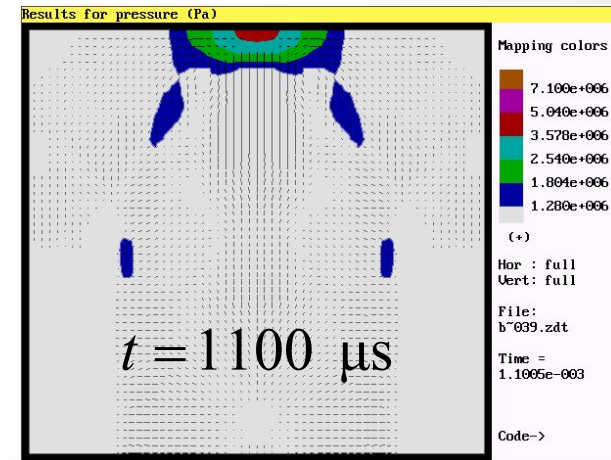 Results for pressure (Pa)
Mapping colors
7.100e+006
5.040e+006
3.578e+006
2.540e+006
1.804e+006
1.280e+006
(+)
Hor : full
Vert: full
File:
b~039.zdt
Time =
1.1005e-003
Code->
t = 1100 μs